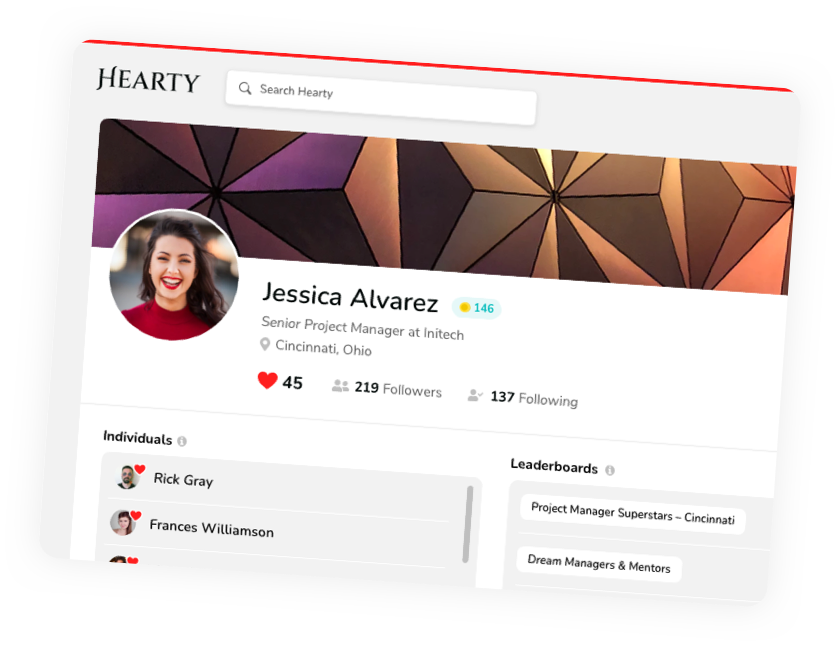 HEARTY
Search Hearty
Jessica Alvarez 146
Senior Project Manager at Initech
Cincinnati, Ohio
45 219 Followers 137 Following
Individuals
Rick Gray
Frances Williamson
Leaderboards
Project Manager Superstars – Cincinnati
Dream Managers & Mentors